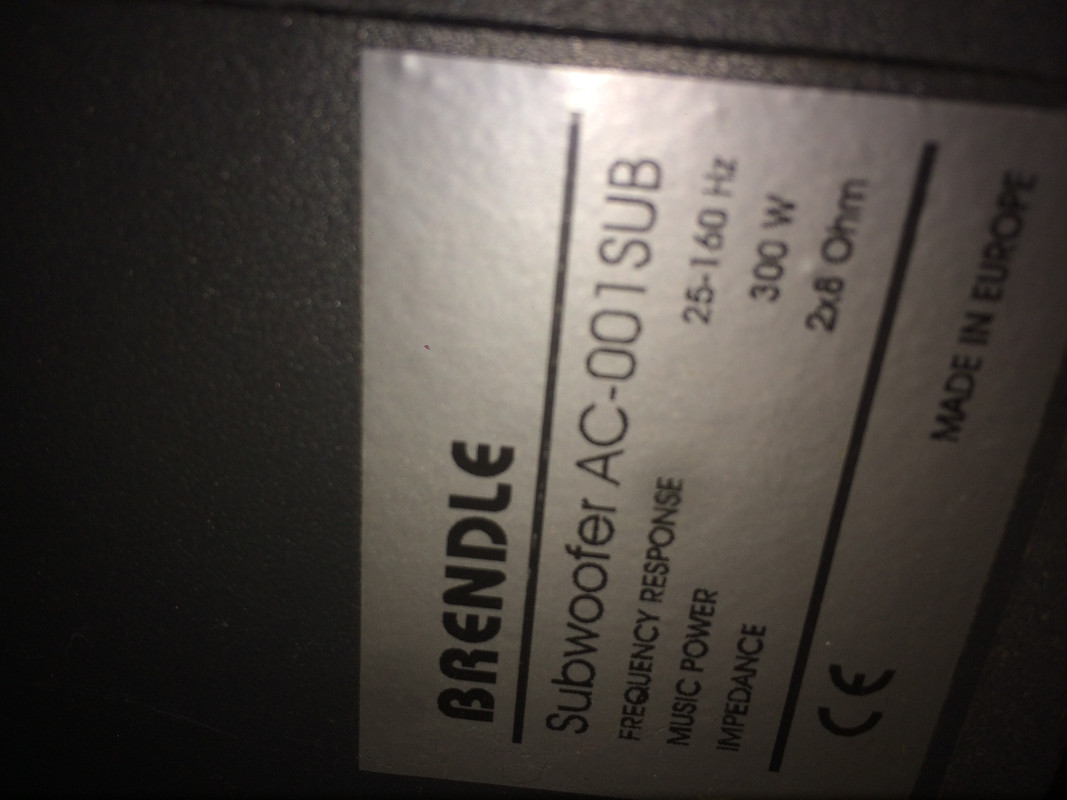 BRENDLE
Subwoofer AC-001SUB
FREQUENCY RESPONSE 25-160 Hz
MUSIC POWER 300 W
IMPEDANCE 2x8 Ohm
CE MADE IN EUROPE